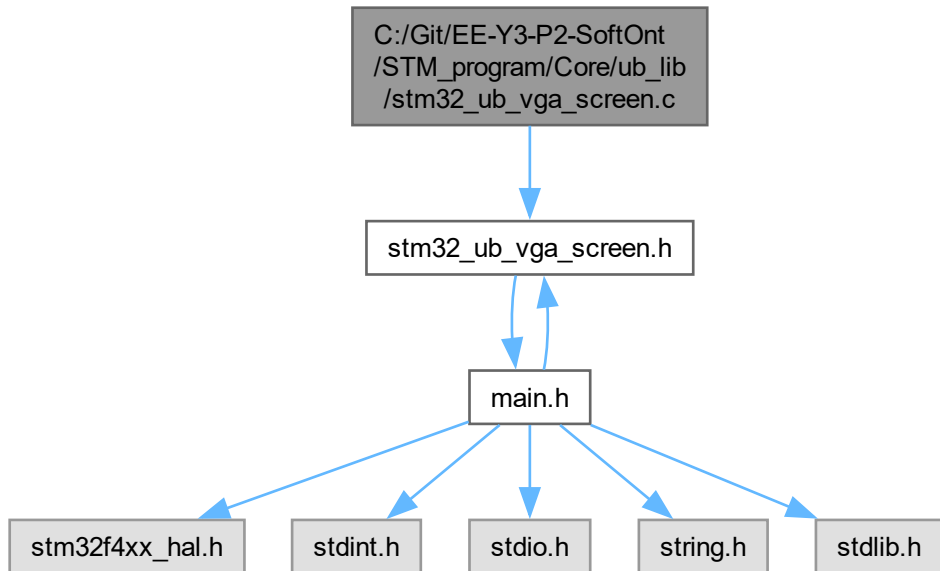 C:/Git/EE-Y3-P2-SoftOnt
/STM_program/Core/ub_lib
/stm32_ub_vga_screen.c
stm32_ub_vga_screen.h
main.h
stm32f4xx_hal.h
stdint.h
stdio.h
string.h
stdlib.h